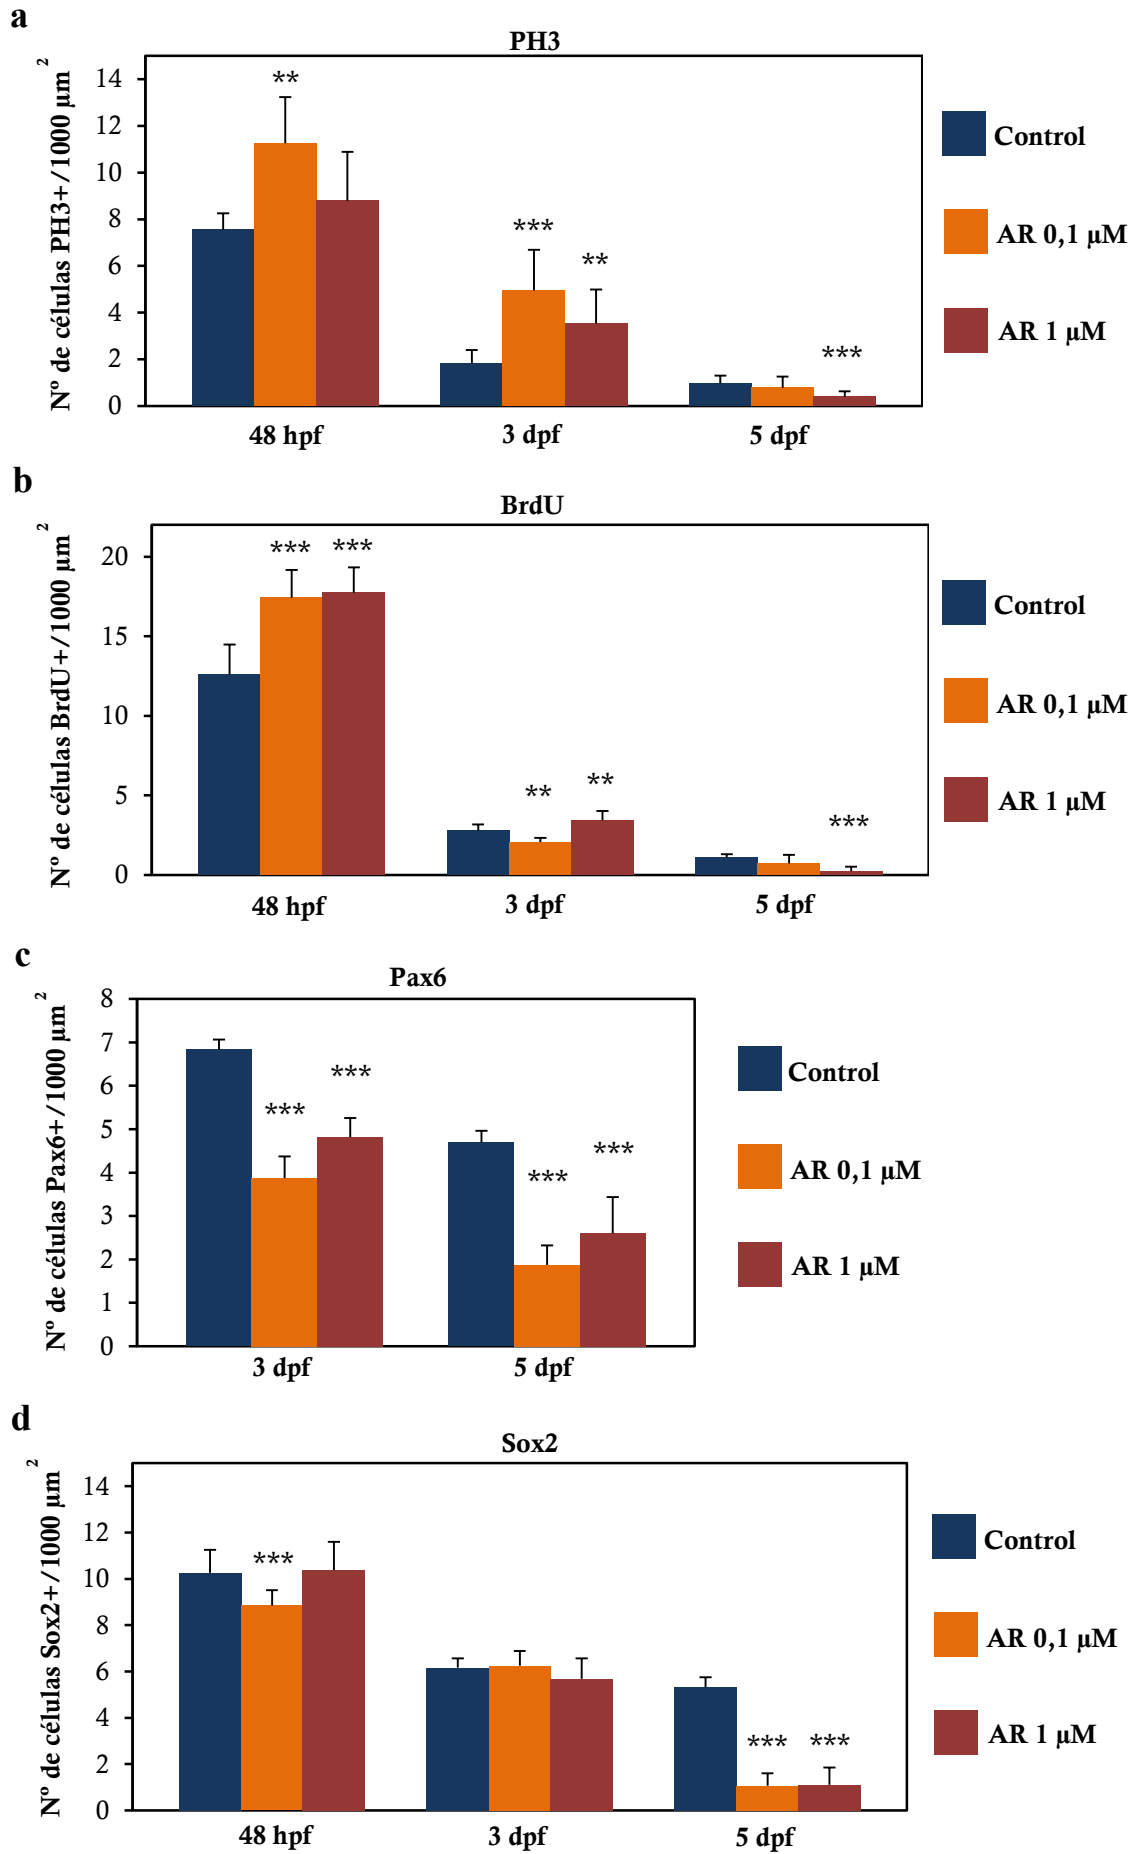 a
PH3
Nº de células PH3+/1000 µm²
14
12
10
8
6
4
2
0
**
***
**
***
48 hpf
3 dpf
5 dpf
Control
AR 0,1 µM
AR 1 µM
b
BrdU
Nº de células BrdU+/1000 µm²
20
15
10
5
0
***
***
**
**
***
48 hpf
3 dpf
5 dpf
Control
AR 0,1 µM
AR 1 µM
c
Pax6
Nº de células Pax6+/1000 µm²
8
7
6
5
4
3
2
1
0
***
***
***
***
3 dpf
5 dpf
Control
AR 0,1 µM
AR 1 µM
d
Sox2
Nº de células Sox2+/1000 µm²
14
12
10
8
6
4
2
0
***
***
***
48 hpf
3 dpf
5 dpf
Control
AR 0,1 µM
AR 1 µM